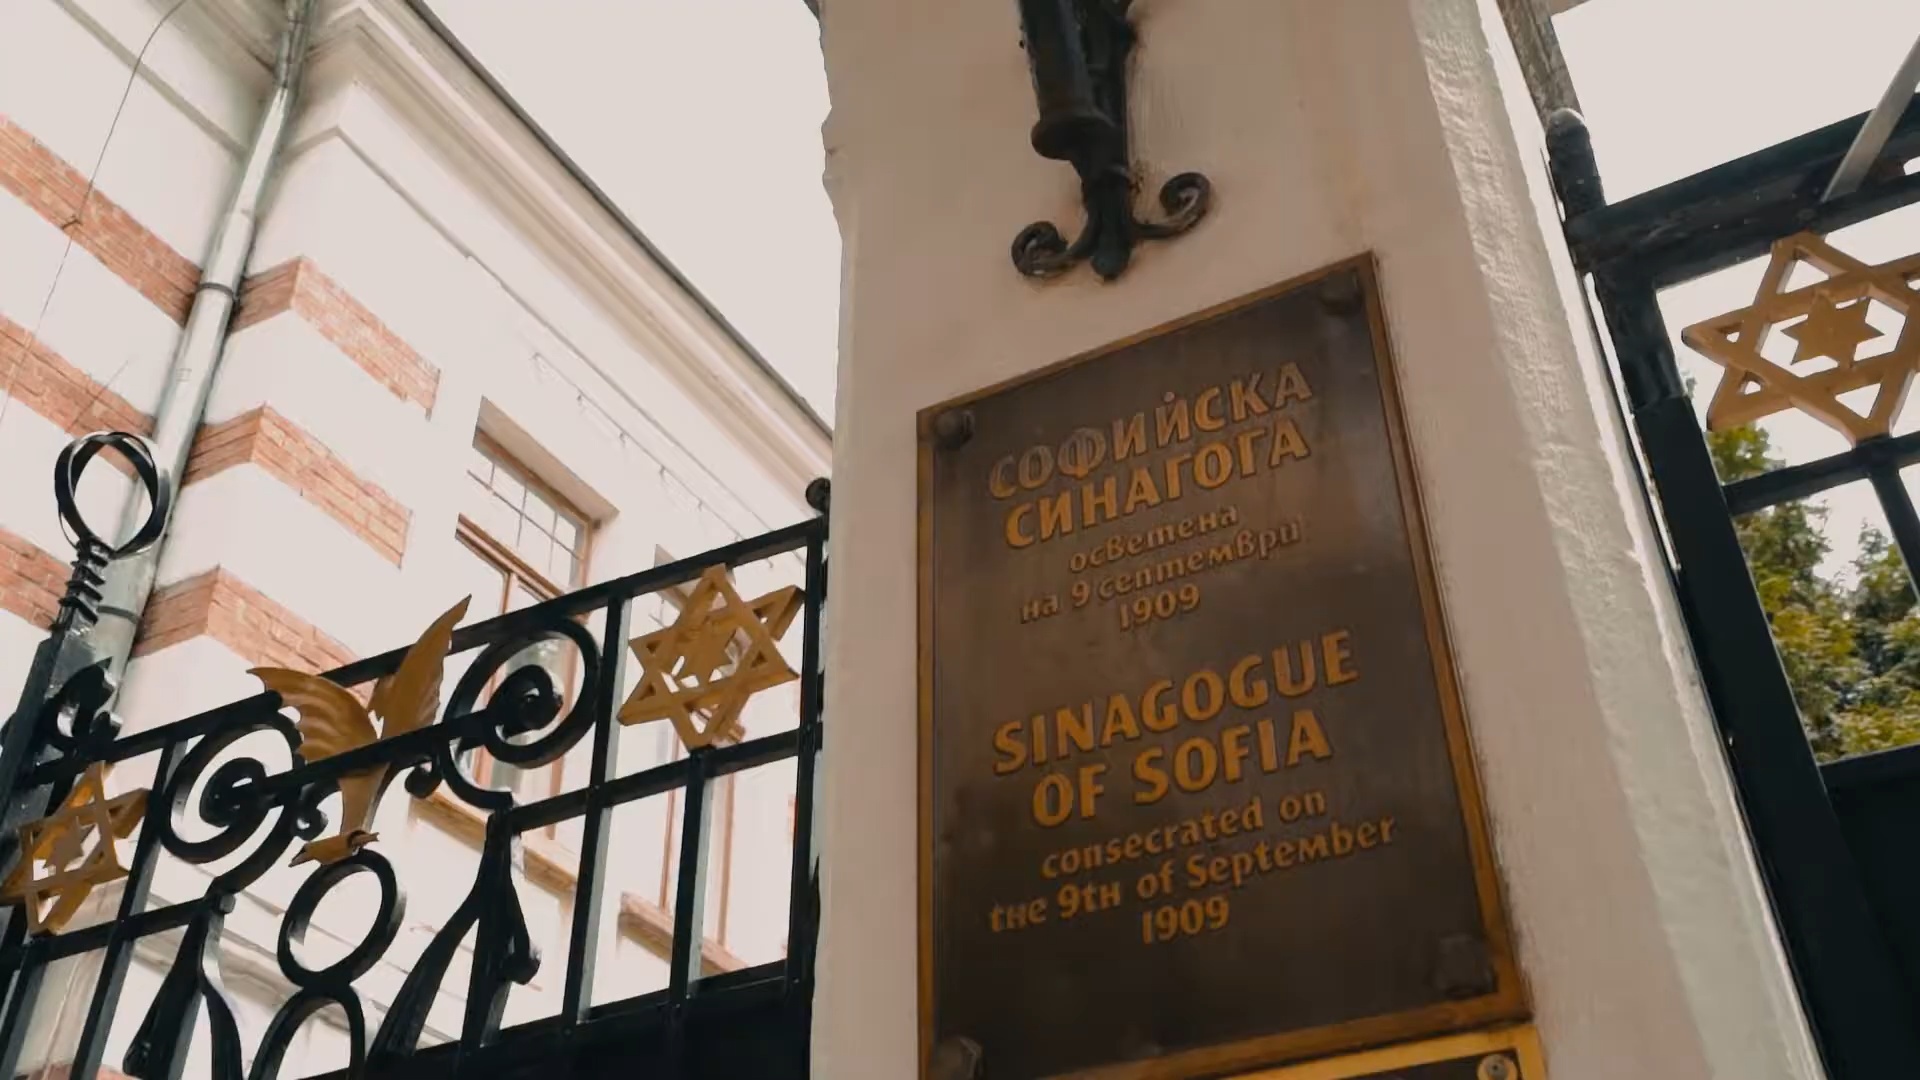 СОФИЙСКА
СИНАГОГА
осветена
на 9 септември
1909
SINAGOGUE
OF SOFIA
consecrated on
the 9th of September
1909